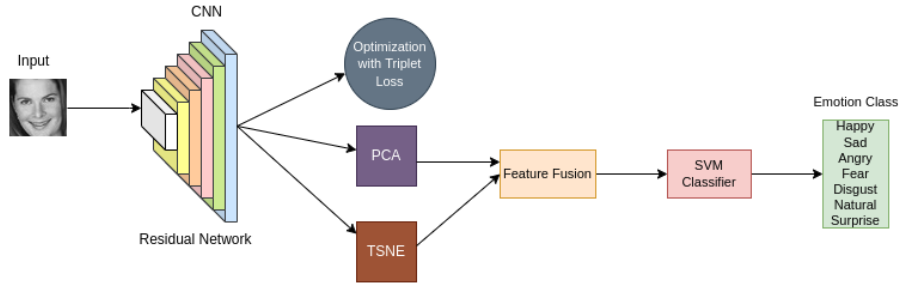 CNN
Input
Optimization
with Triplet
Loss
Emotion Class
Happy
Sad
Angry
Fear
Disgust
Natural
Surprise
PCA
Feature Fusion
SVM
Classifier
Residual Network
TSNE